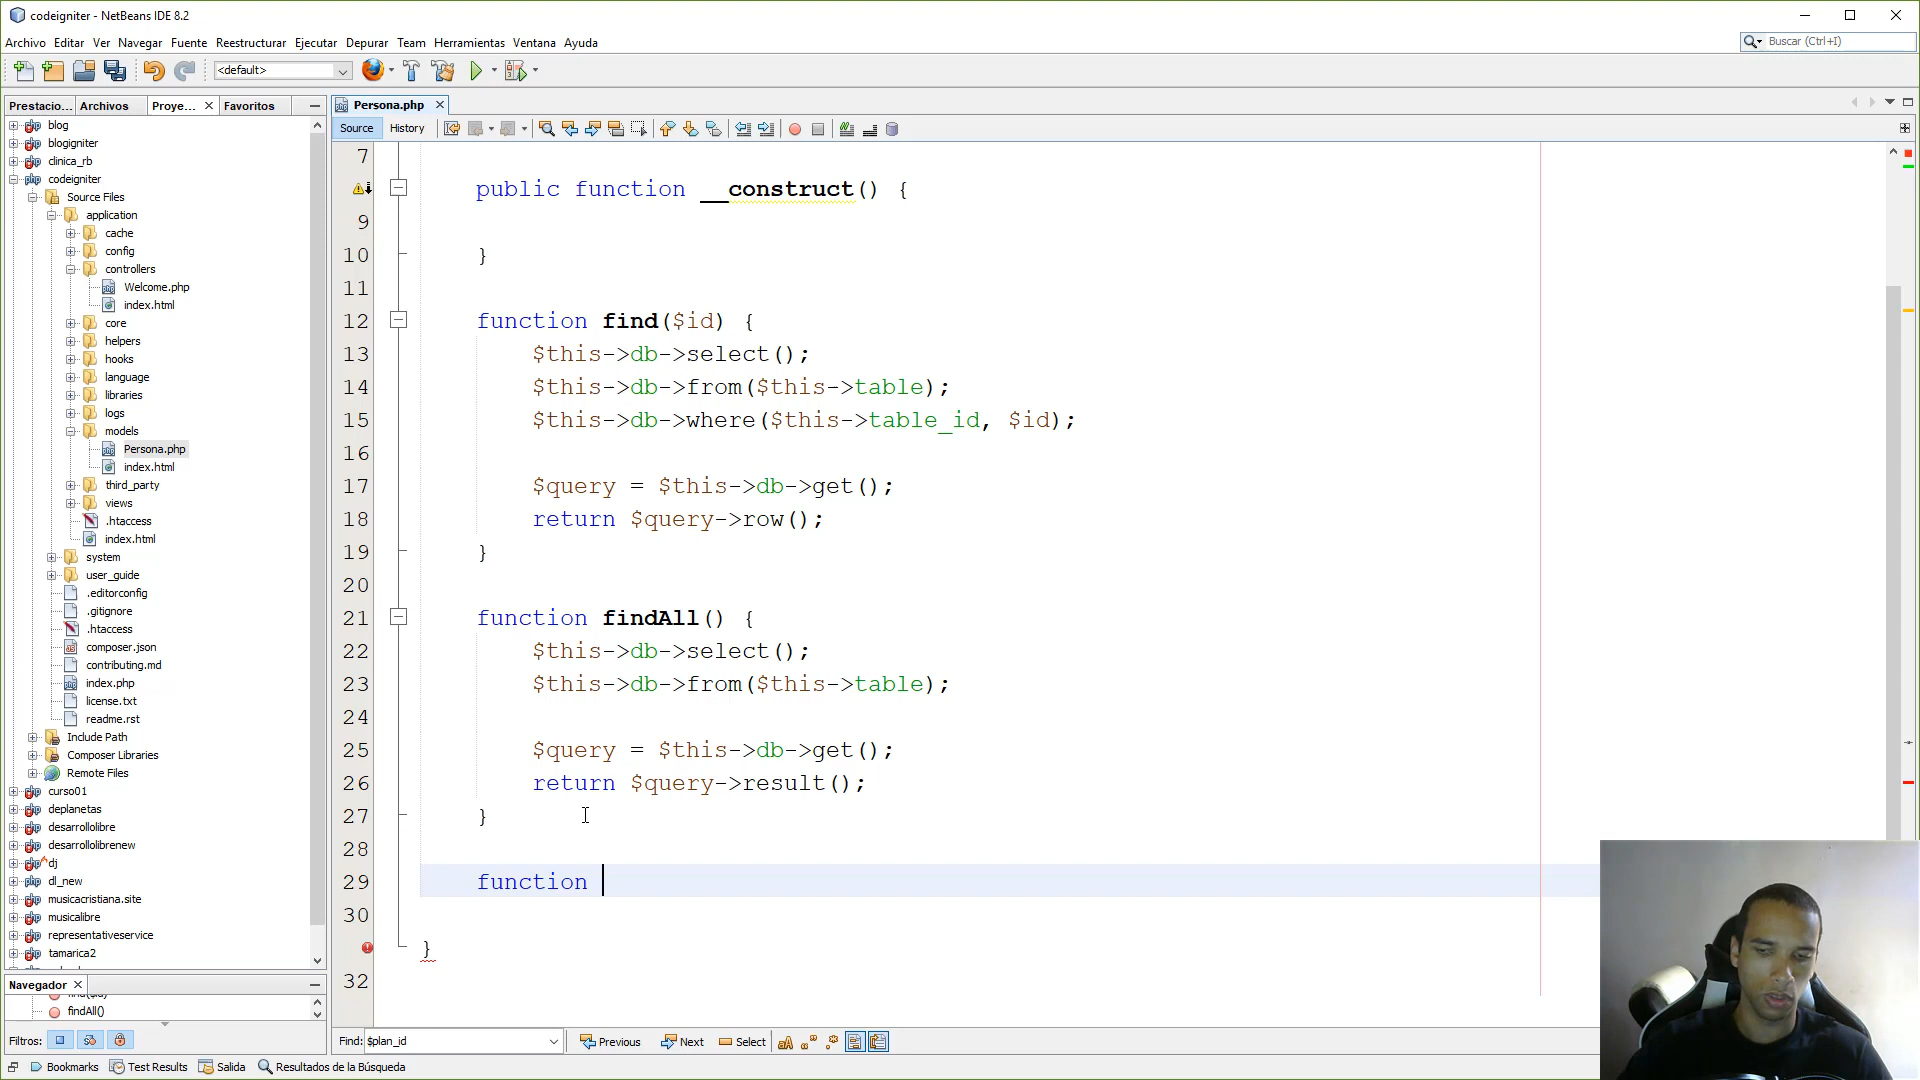 codeigniter - NetBeans IDE 8.2
Archivo Editar Ver Navegar Fuente Reestructurar Ejecutar Depurar Team Herramientas Ventana Ayuda
Buscar (Ctrl+I)
<default>
Prestacio... Archivos Proye... Favoritos
Persona.php
Source History
blog
blogigniter
clinica_rb
codeigniter
Source Files
application
cache
config
controllers
Welcome.php
index.html
core
helpers
hooks
language
libraries
logs
models
Persona.php
index.html
third_party
views
.htaccess
index.html
system
user_guide
.editorconfig
.gitignore
.htaccess
composer.json
contributing.md
index.php
license.txt
readme.rst
Include Path
Composer Libraries
Remote Files
curso01
deplanetas
desarrollolibre
desarrollolibrenew
dj
dl_new
musicacristiana.site
musicalibre
representativeservice
tamarica2
7
public function __construct() {
9
10 }
11
12 function find($id) {
13 $this->db->select();
14 $this->db->from($this->table);
15 $this->db->where($this->table_id, $id);
16
17 $query = $this->db->get();
18 return $query->row();
19 }
20
21 function findAll() {
22 $this->db->select();
23 $this->db->from($this->table);
24
25 $query = $this->db->get();
26 return $query->result();
27 }
28
29 function
30
}
32
Navegador
find($id)
findAll()
Filtros:
Find: $plan_id Previous Next Select
Bookmarks Test Results Salida Resultados de la Búsqueda